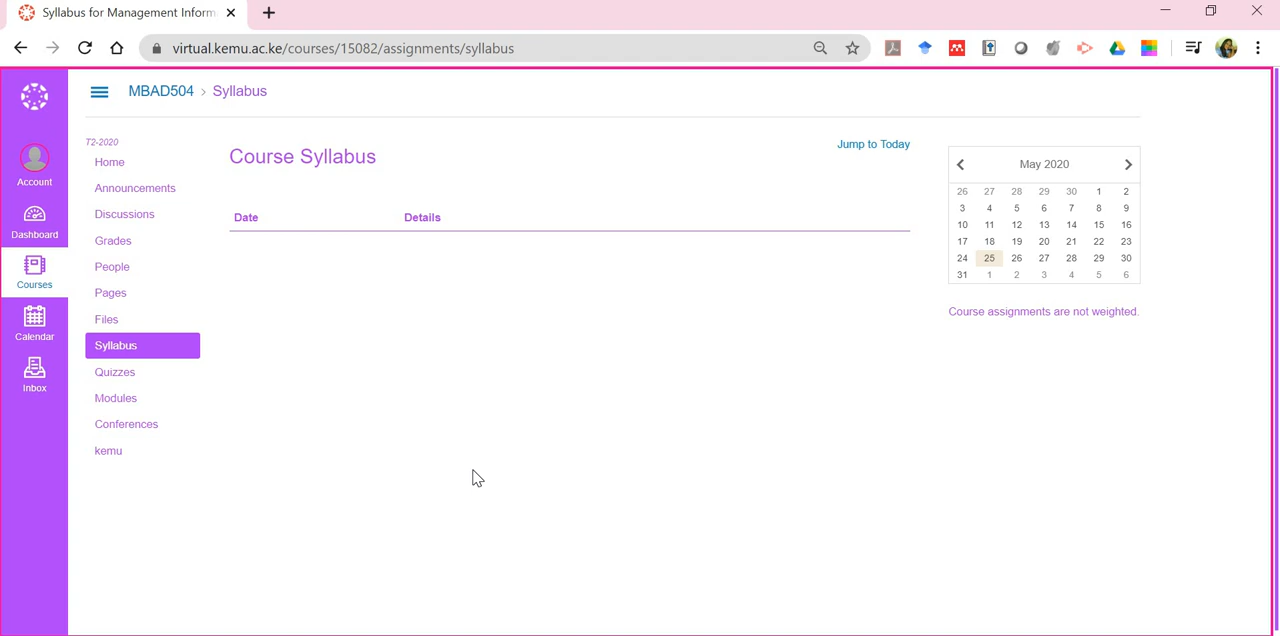 Syllabus for Management Inform
virtual.kemu.ac.ke/courses/15082/assignments/syllabus
MBAD504 › Syllabus
Account
Dashboard
Courses
Calendar
Inbox
T2-2020
Home
Announcements
Discussions
Grades
People
Pages
Files
Syllabus
Quizzes
Modules
Conferences
kemu
Course Syllabus
Jump to Today
Date Details
May 2020
26 27 28 29 30 1 2
3 4 5 6 7 8 9
10 11 12 13 14 15 16
17 18 19 20 21 22 23
24 25 26 27 28 29 30
31 1 2 3 4 5 6
Course assignments are not weighted.